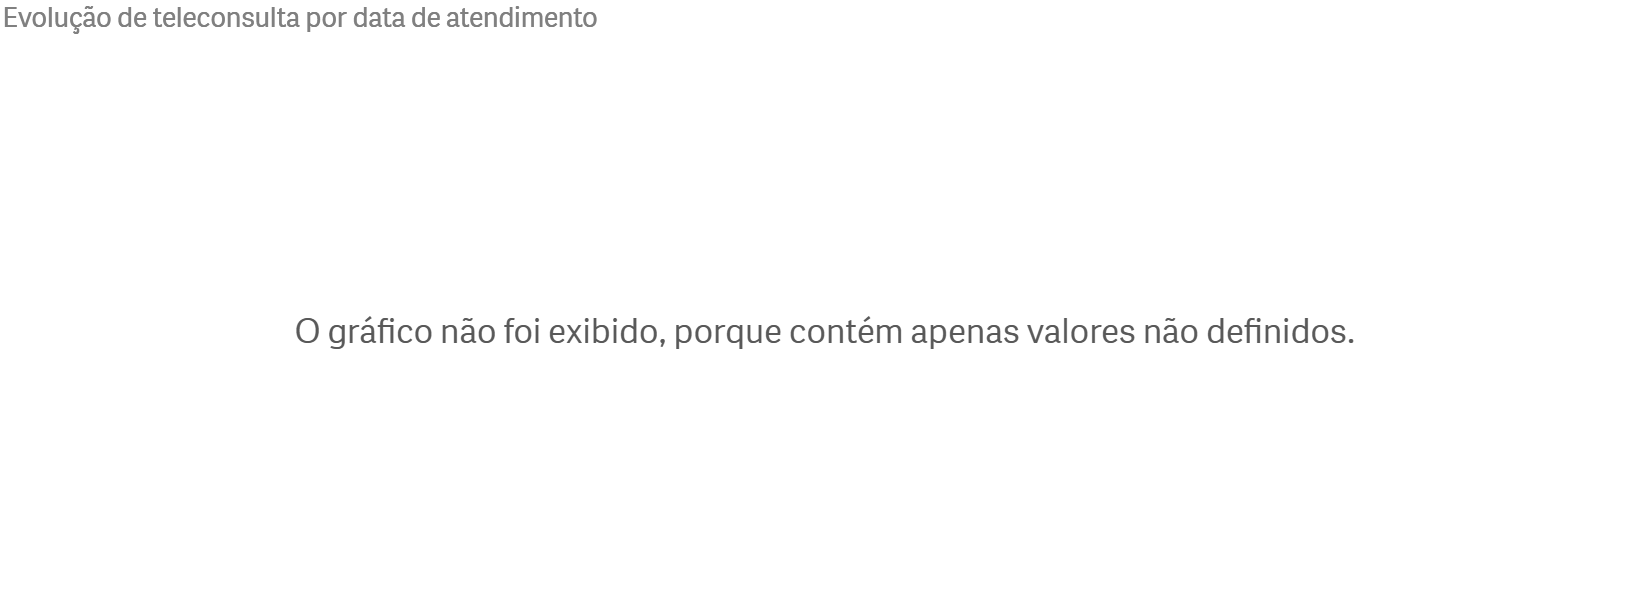 Evolução de teleconsulta por data de atendimento
O gráfico não foi exibido, porque contém apenas valores não definidos.